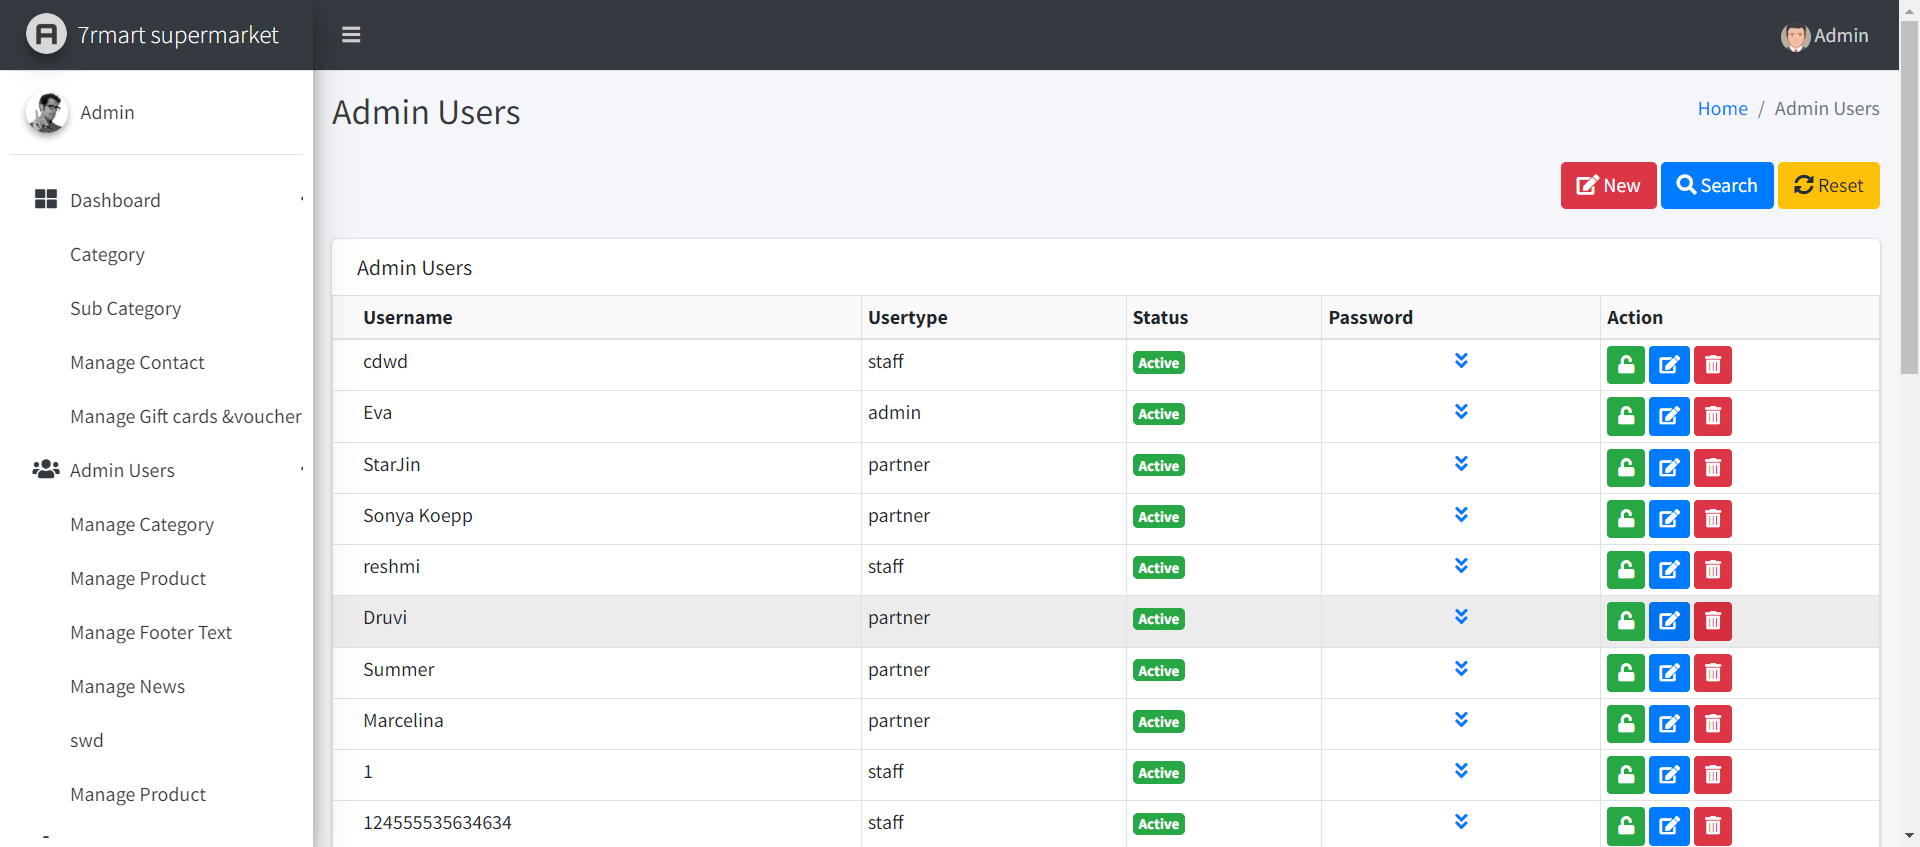 7rmart supermarket
Admin
Admin
Admin Users
Home / Admin Users
New Search Reset
Dashboard
Category
Sub Category
Manage Contact
Manage Gift cards &voucher
Admin Users
Manage Category
Manage Product
Manage Footer Text
Manage News
swd
Manage Product
Admin Users
Username Usertype Status Password Action
cdwd staff Active
Eva admin Active
StarJin partner Active
Sonya Koepp partner Active
reshmi staff Active
Druvi partner Active
Summer partner Active
Marcelina partner Active
1 staff Active
124555535634634 staff Active